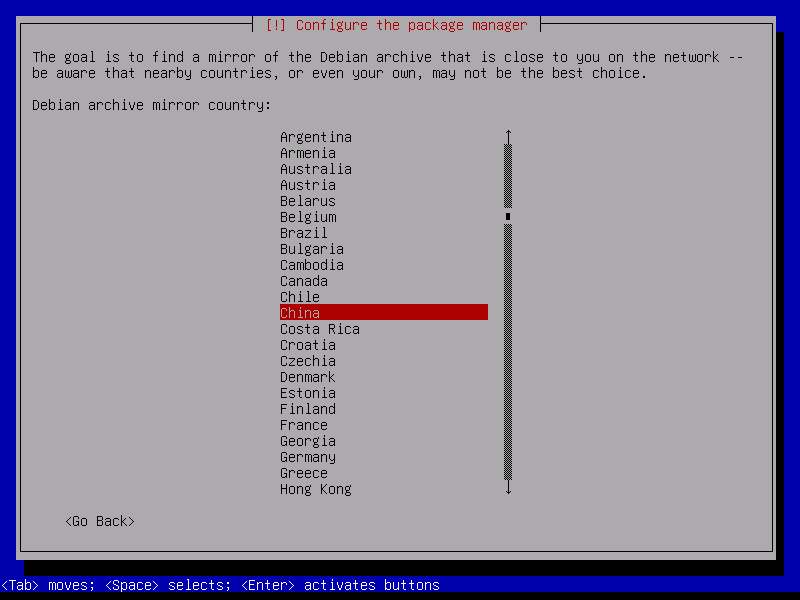 [!] Configure the package manager
The goal is to find a mirror of the Debian archive that is close to you on the network --
be aware that nearby countries, or even your own, may not be the best choice.
Debian archive mirror country:
Argentina
Armenia
Australia
Austria
Belarus
Belgium
Brazil
Bulgaria
Cambodia
Canada
Chile
China
Costa Rica
Croatia
Czechia
Denmark
Estonia
Finland
France
Georgia
Germany
Greece
Hong Kong
<Go Back>
<Tab> moves; <Space> selects; <Enter> activates buttons